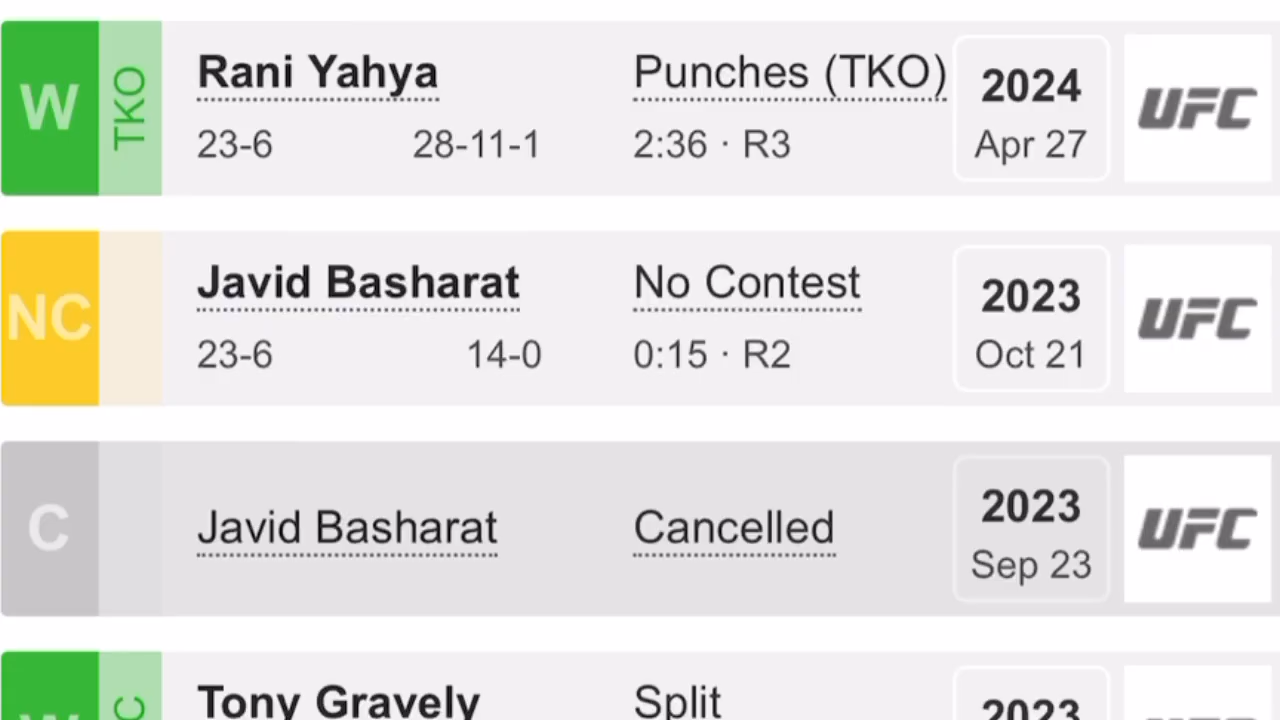 W TKO Rani Yahya Punches (TKO) 2024 UFC
23-6 28-11-1 2:36 · R3 Apr 27
NC Javid Basharat No Contest 2023 UFC
23-6 14-0 0:15 · R2 Oct 21
C Javid Basharat Cancelled 2023 UFC
Sep 23
W Tony Gravely Split 2023 UFC